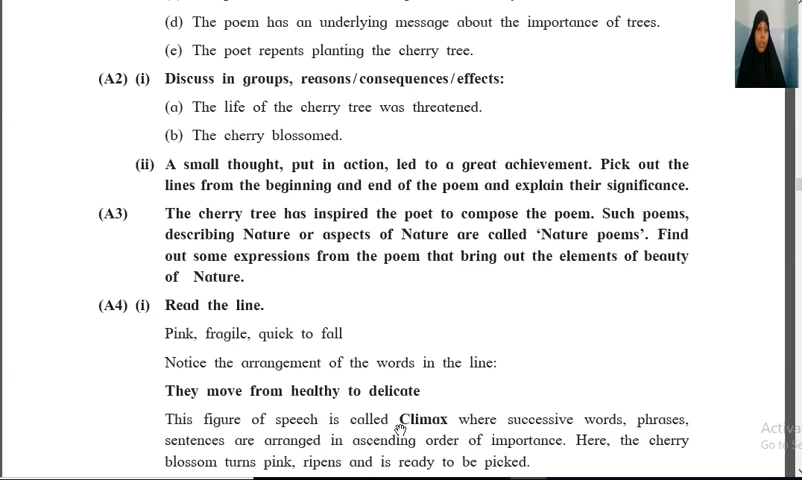 (d) The poem has an underlying message about the importance of trees.
(e) The poet repents planting the cherry tree.
(A2) (i) Discuss in groups, reasons/consequences/effects:
(a) The life of the cherry tree was threatened.
(b) The cherry blossomed.
(ii) A small thought, put in action, led to a great achievement. Pick out the
lines from the beginning and end of the poem and explain their significance.
(A3) The cherry tree has inspired the poet to compose the poem. Such poems,
describing Nature or aspects of Nature are called ‘Nature poems’. Find
out some expressions from the poem that bring out the elements of beauty
of Nature.
(A4) (i) Read the line.
Pink, fragile, quick to fall
Notice the arrangement of the words in the line:
They move from healthy to delicate
This figure of speech is called Climax where successive words, phrases,
sentences are arranged in ascending order of importance. Here, the cherry
blossom turns pink, ripens and is ready to be picked.
Activa
Go to Se